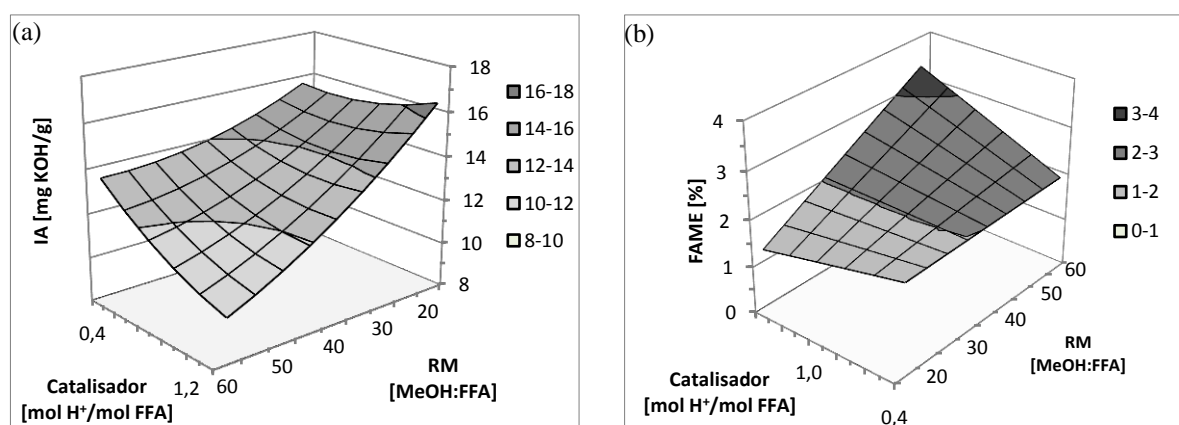 (a)
IA [mg KOH/g]
18
16
14
12
10
8
16-18
14-16
12-14
10-12
8-10
0,4
1,2
Catalisador
[mol H⁺/mol FFA]
60
50
40
30
20
RM
[MeOH:FFA]
(b)
FAME [%]
4
3
2
1
0
3-4
2-3
1-2
0-1
1,0
0,4
Catalisador
[mol H⁺/mol FFA]
20
30
40
50
60
RM
[MeOH:FFA]